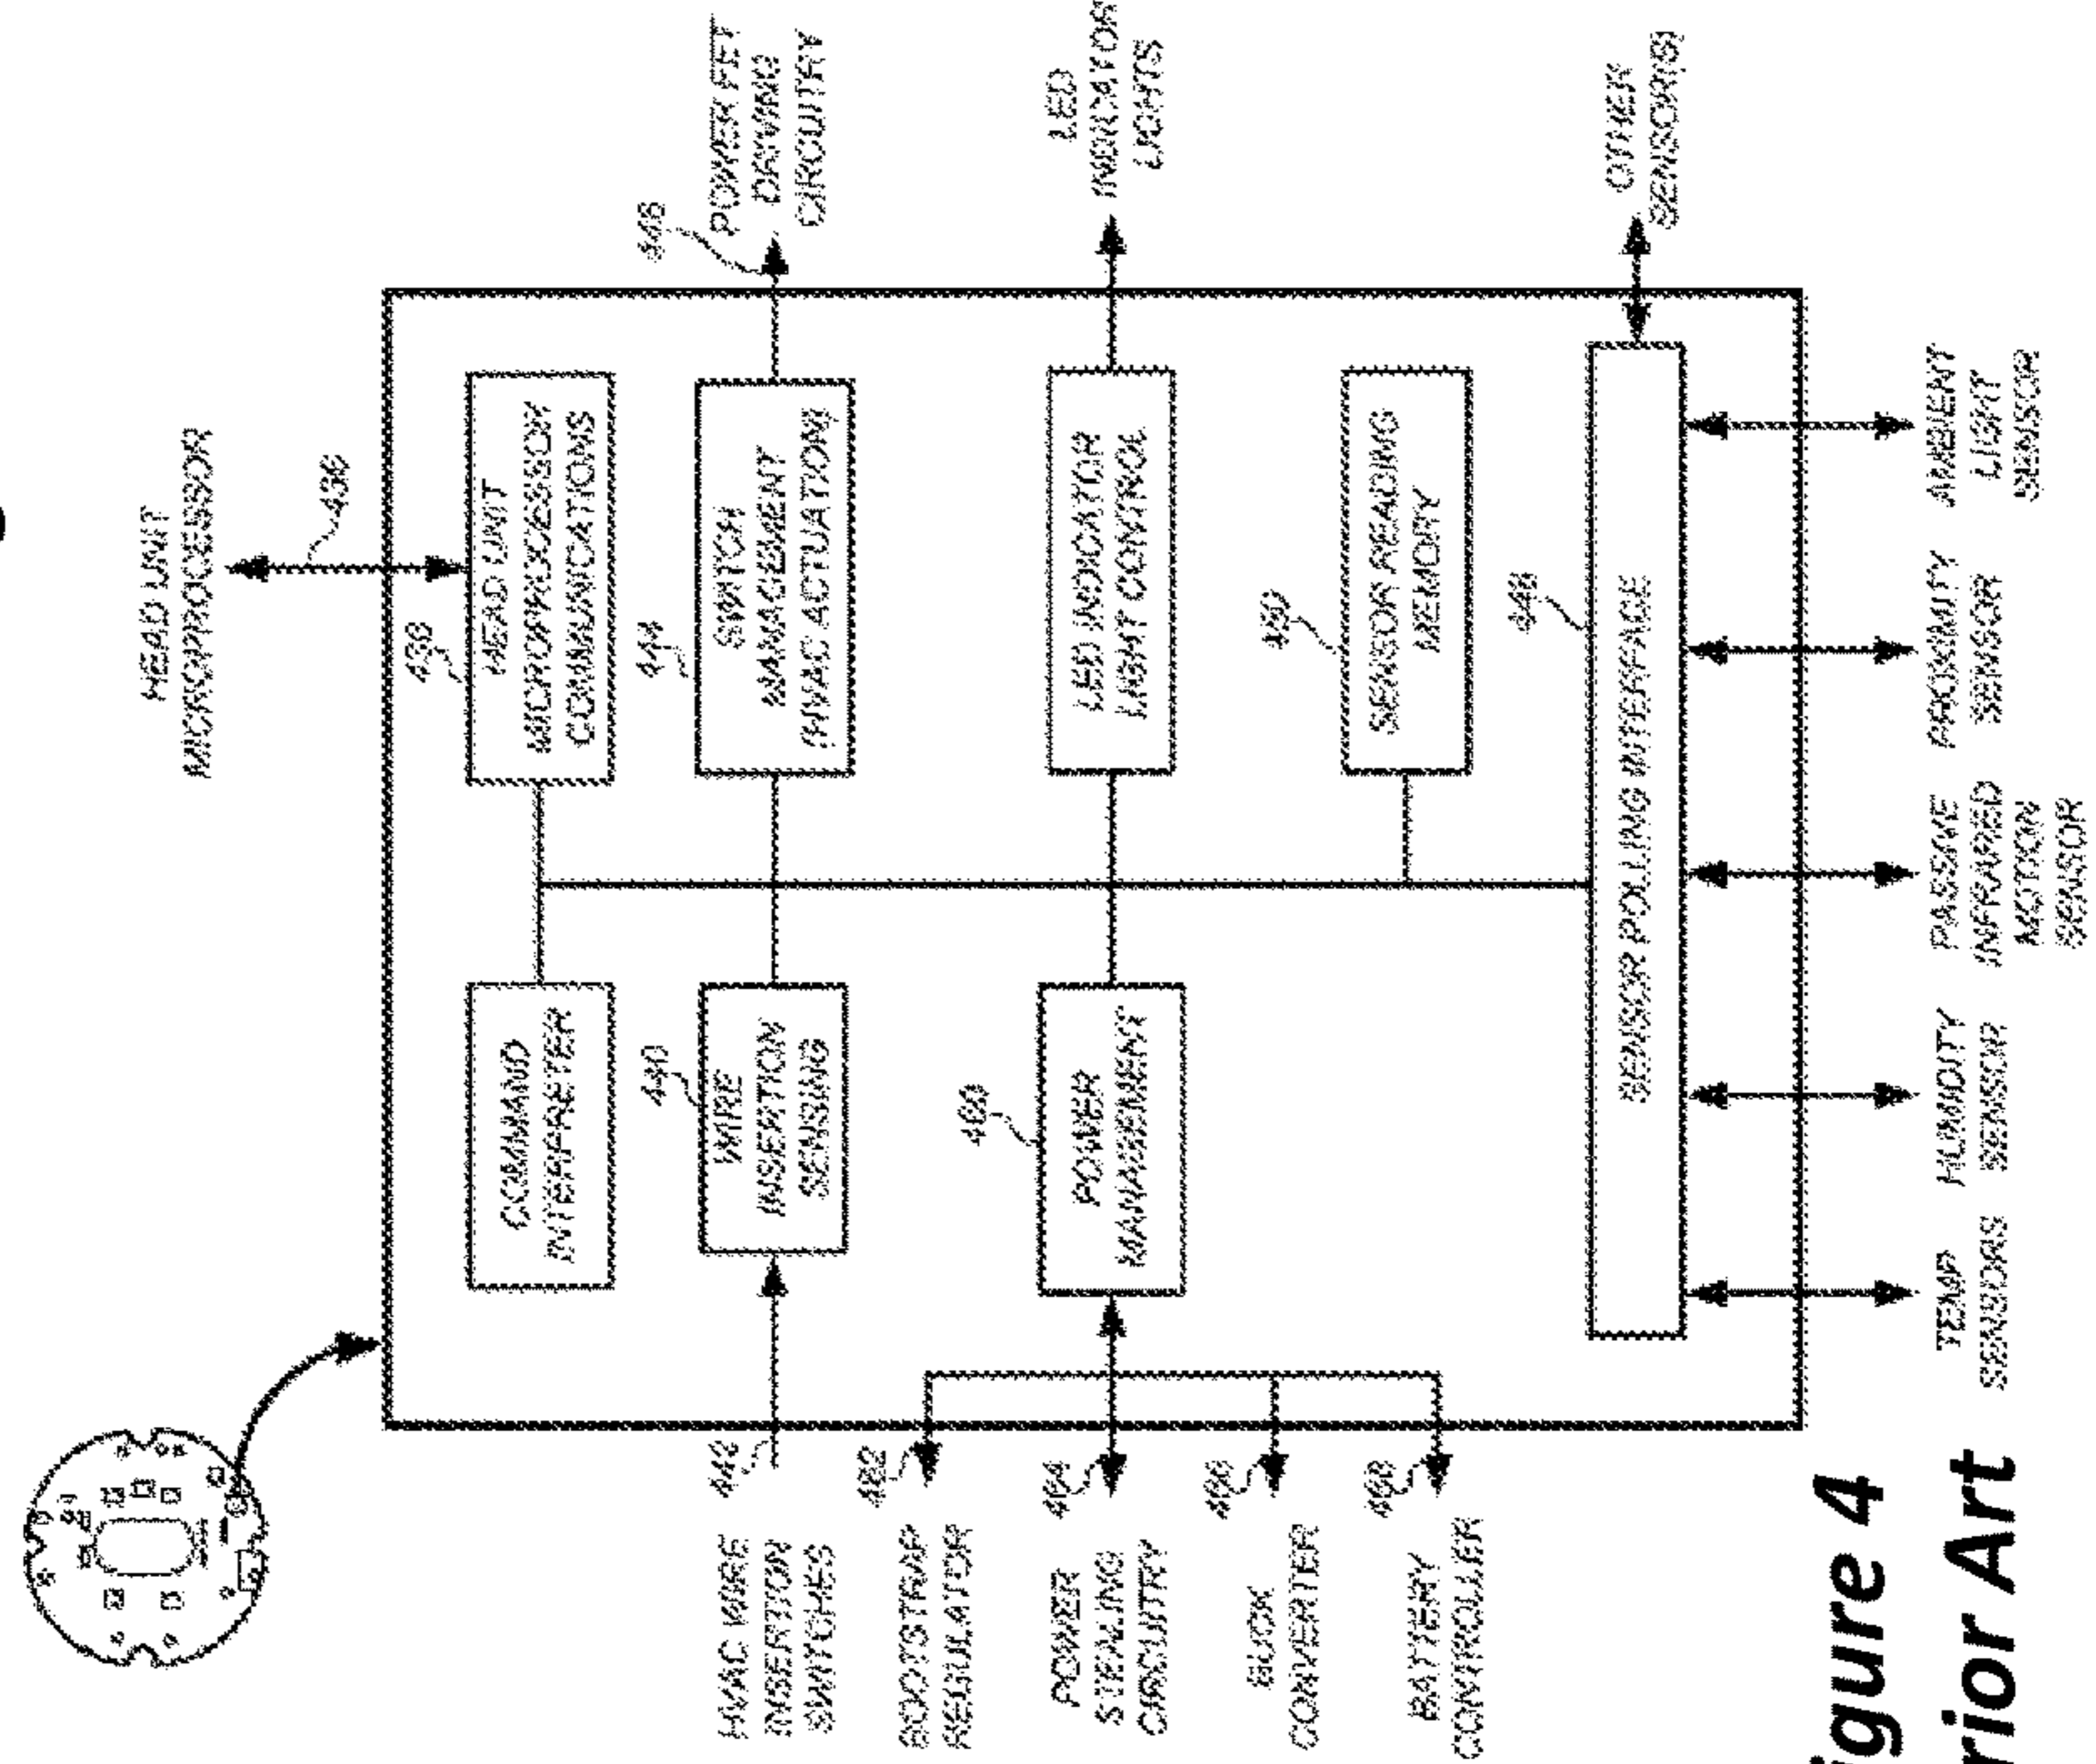 HEAD UNIT
MICROPROCESSOR
436
438
HEAD UNIT
MICROPROCESSOR
COMMUNICATIONS
COMMAND
INTERPRETER
446
POWER FET
DRIVING
CIRCUITRY
444
SWITCH
MANAGEMENT
(HVAC ACTUATION)
440
WIRE
INSERTION
SENSING
442
HVAC WIRE
INSERTION
SWITCHES
LED
INDICATOR
LIGHTS
LED INDICATOR
LIGHT CONTROL
460
POWER
MANAGEMENT
462
BOOTSTRAP
REGULATOR
464
POWER
STEALING
CIRCUITRY
466
BUCK
CONVERTER
468
BATTERY
CONTROLLER
450
SENSOR READING
MEMORY
448
SENSOR POLLING INTERFACE
OTHER
SENSOR(S)
TEMP
SENSORS
HUMIDITY
SENSOR
PASSIVE
INFRARED
MOTION
SENSOR
PROXIMITY
SENSOR
AMBIENT
LIGHT
SENSOR
igure 4
rior Art